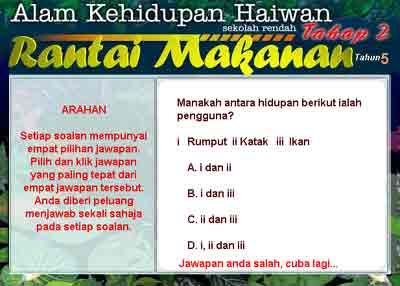 Alam Kehidupan Haiwan
sekolah rendah
Tahap 2
Rantai Makanan
Tahun 5
ARAHAN
Setiap soalan mempunyai
empat pilihan jawapan.
Pilih dan klik jawapan
yang paling tepat dari
empat jawapan tersebut.
Anda diberi peluang
menjawab sekali sahaja
pada setiap soalan.
Manakah antara hidupan berikut ialah
pengguna?
i Rumput ii Katak iii Ikan
A. i dan ii
B. i dan iii
C. ii dan iii
D. i, ii dan iii
Jawapan anda salah, cuba lagi...